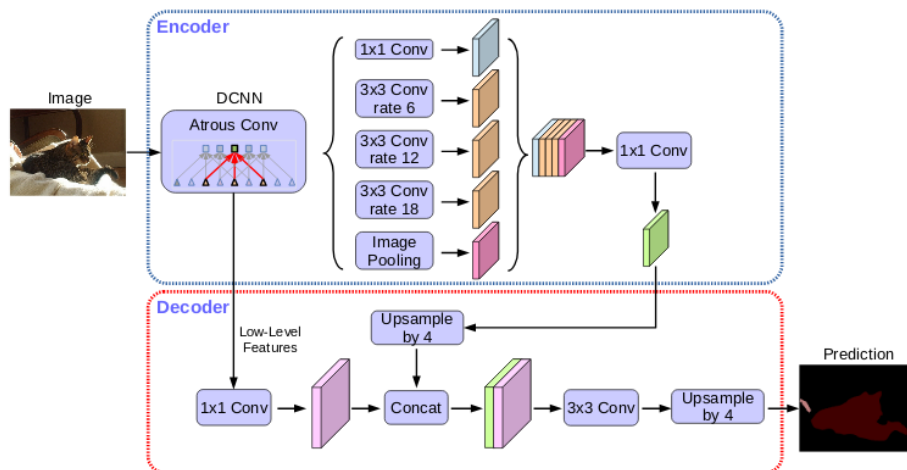 Encoder
Image
DCNN
Atrous Conv
1x1 Conv
3x3 Conv
rate 6
3x3 Conv
rate 12
3x3 Conv
rate 18
Image
Pooling
1x1 Conv
Decoder
Low-Level
Features
Upsample
by 4
1x1 Conv
Concat
3x3 Conv
Upsample
by 4
Prediction